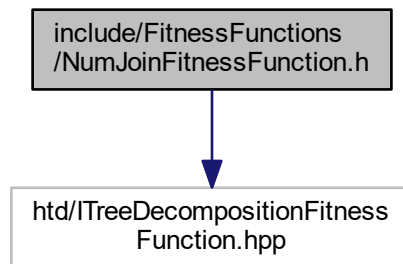 include/FitnessFunctions
/NumJoinFitnessFunction.h
htd/ITreeDecompositionFitness
Function.hpp